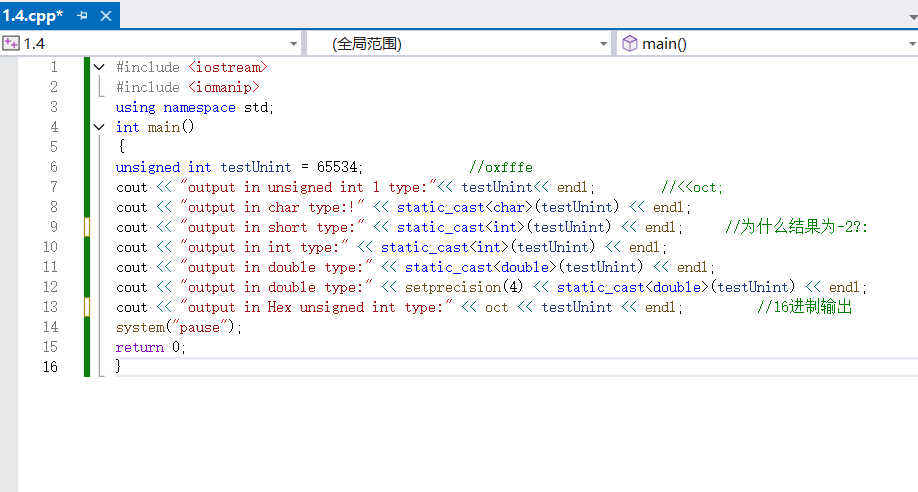 1.4.cpp*
1.4 (全局范围) main()
1 #include <iostream>
2 #include <iomanip>
3 using namespace std;
4 int main()
5 {
6 unsigned int testUnint = 65534; //oxfffe
7 cout << "output in unsigned int 1 type:"<< testUnint<< endl; //<<oct;
8 cout << "output in char type:!" << static_cast<char>(testUnint) << endl;
9 cout << "output in short type:" << static_cast<int>(testUnint) << endl; //为什么结果为-2?:
10 cout << "output in int type:" << static_cast<int>(testUnint) << endl;
11 cout << "output in double type:" << static_cast<double>(testUnint) << endl;
12 cout << "output in double type:" << setprecision(4) << static_cast<double>(testUnint) << endl;
13 cout << "output in Hex unsigned int type:" << oct << testUnint << endl; //16进制输出
14 system("pause");
15 return 0;
16 }